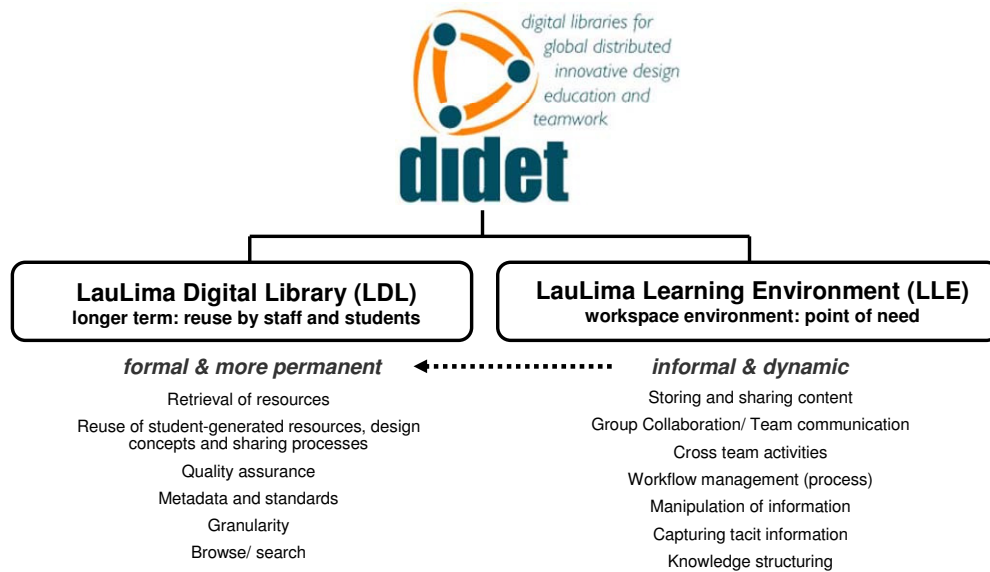 digital libraries for
global distributed
innovative design
education and
teamwork
didet
LauLima Digital Library (LDL)
longer term: reuse by staff and students
LauLima Learning Environment (LLE)
workspace environment: point of need
formal & more permanent
informal & dynamic
Retrieval of resources
Reuse of student-generated resources, design
concepts and sharing processes
Quality assurance
Metadata and standards
Granularity
Browse/ search
Storing and sharing content
Group Collaboration/ Team communication
Cross team activities
Workflow management (process)
Manipulation of information
Capturing tacit information
Knowledge structuring